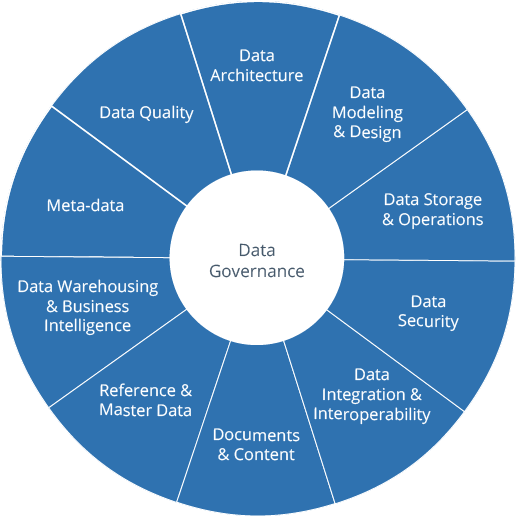 Data
Architecture
Data
Modeling
& Design
Data Storage
& Operations
Data
Security
Data
Integration &
Interoperability
Documents
& Content
Reference &
Master Data
Data Warehousing
& Business
Intelligence
Meta-data
Data Quality
Data
Governance